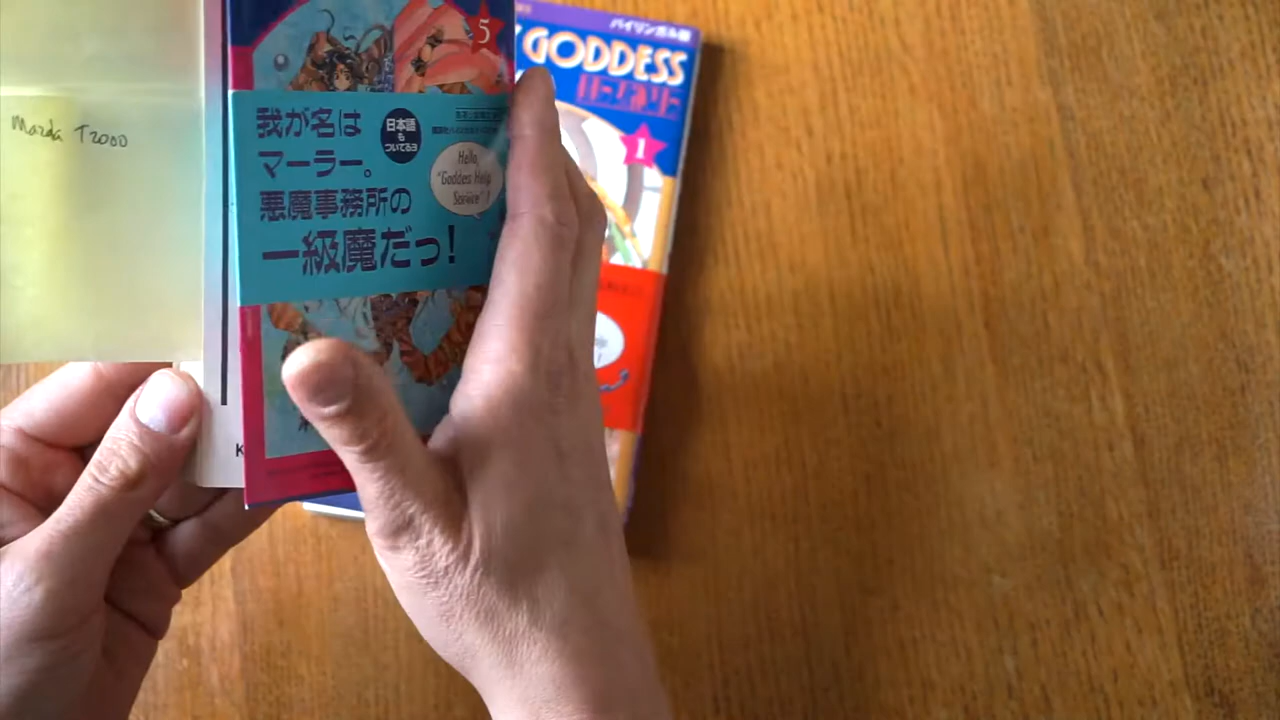 Mazda T2000
5
我が名は
マーラー。
悪魔事務所の
一級魔だっ!
日本語
も
ついてるヨ
Hello,
"Goddess Help
Service"!
バイリンガル版
GODDESS
1
K